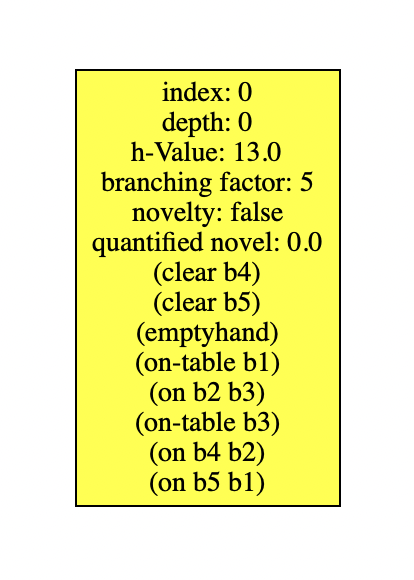 index: 0
depth: 0
h-Value: 13.0
branching factor: 5
novelty: false
quantified novel: 0.0
(clear b4)
(clear b5)
(emptyhand)
(on-table b1)
(on b2 b3)
(on-table b3)
(on b4 b2)
(on b5 b1)